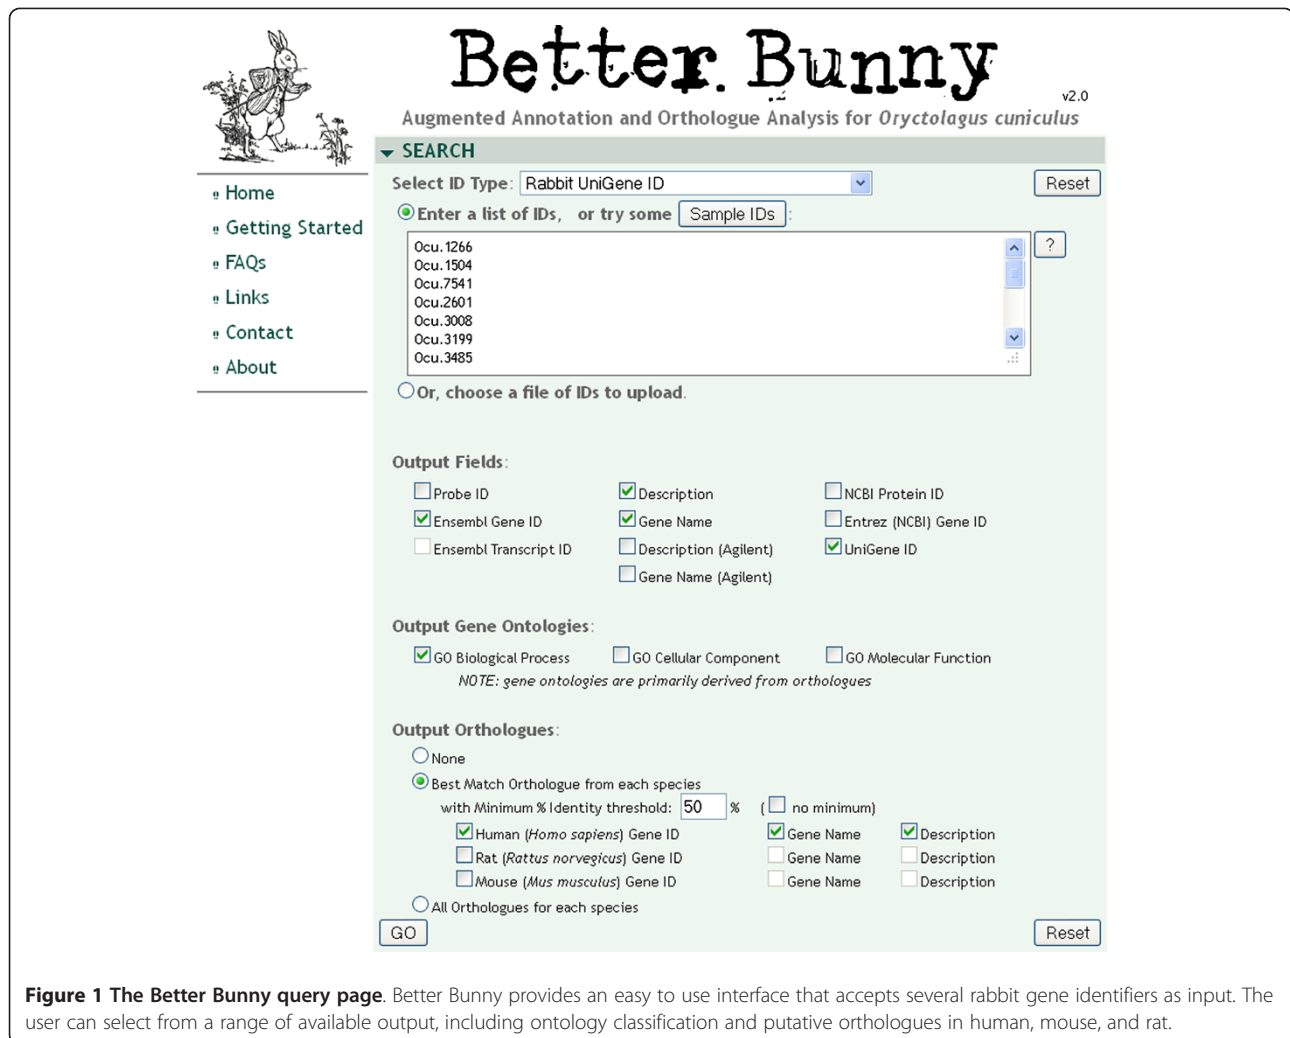 Better Bunny
v2.0
Augmented Annotation and Orthologue Analysis for Oryctolagus cuniculus
Home
Getting Started
FAQs
Links
Contact
About
SEARCH
Select ID Type: Rabbit UniGene ID Reset
Enter a list of IDs, or try some Sample IDs :
Ocu.1266 ?
Ocu.1504
Ocu.7541
Ocu.2601
Ocu.3008
Ocu.3199
Ocu.3485
Or, choose a file of IDs to upload.
Output Fields:
Probe ID Description NCBI Protein ID
Ensembl Gene ID Gene Name Entrez (NCBI) Gene ID
Ensembl Transcript ID Description (Agilent) UniGene ID
Gene Name (Agilent)
Output Gene Ontologies:
GO Biological Process GO Cellular Component GO Molecular Function
NOTE: gene ontologies are primarily derived from orthologues
Output Orthologues:
None
Best Match Orthologue from each species
with Minimum % Identity threshold: 50 % ( no minimum)
Human (Homo sapiens) Gene ID Gene Name Description
Rat (Rattus norvegicus) Gene ID Gene Name Description
Mouse (Mus musculus) Gene ID Gene Name Description
All Orthologues for each species
GO Reset
Figure 1 The Better Bunny query page. Better Bunny provides an easy to use interface that accepts several rabbit gene identifiers as input. The
user can select from a range of available output, including ontology classification and putative orthologues in human, mouse, and rat.